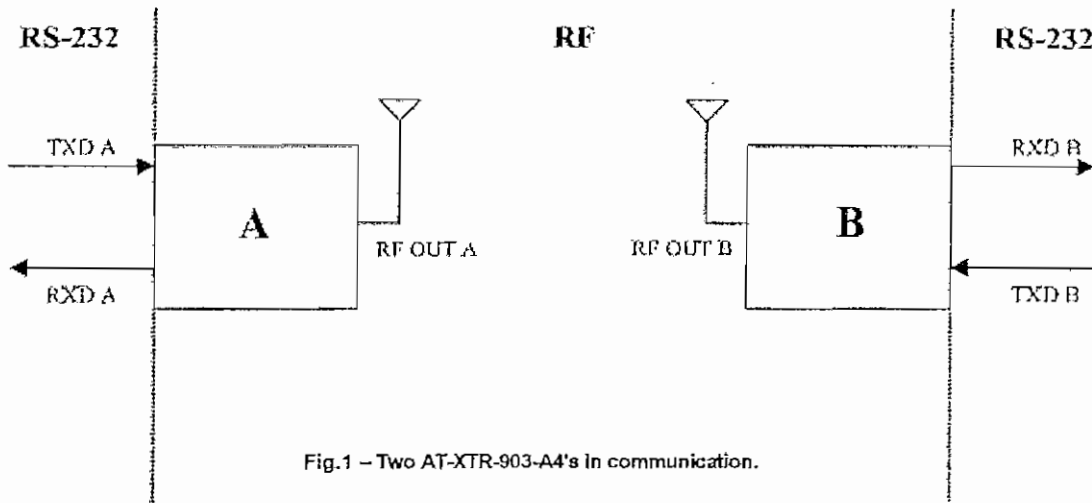 RS-232 RF RS-232
TXD A RXD B
A B
RF OUT A RF OUT B
RXD A TXD B
Fig.1 – Two AT-XTR-903-A4's in communication.